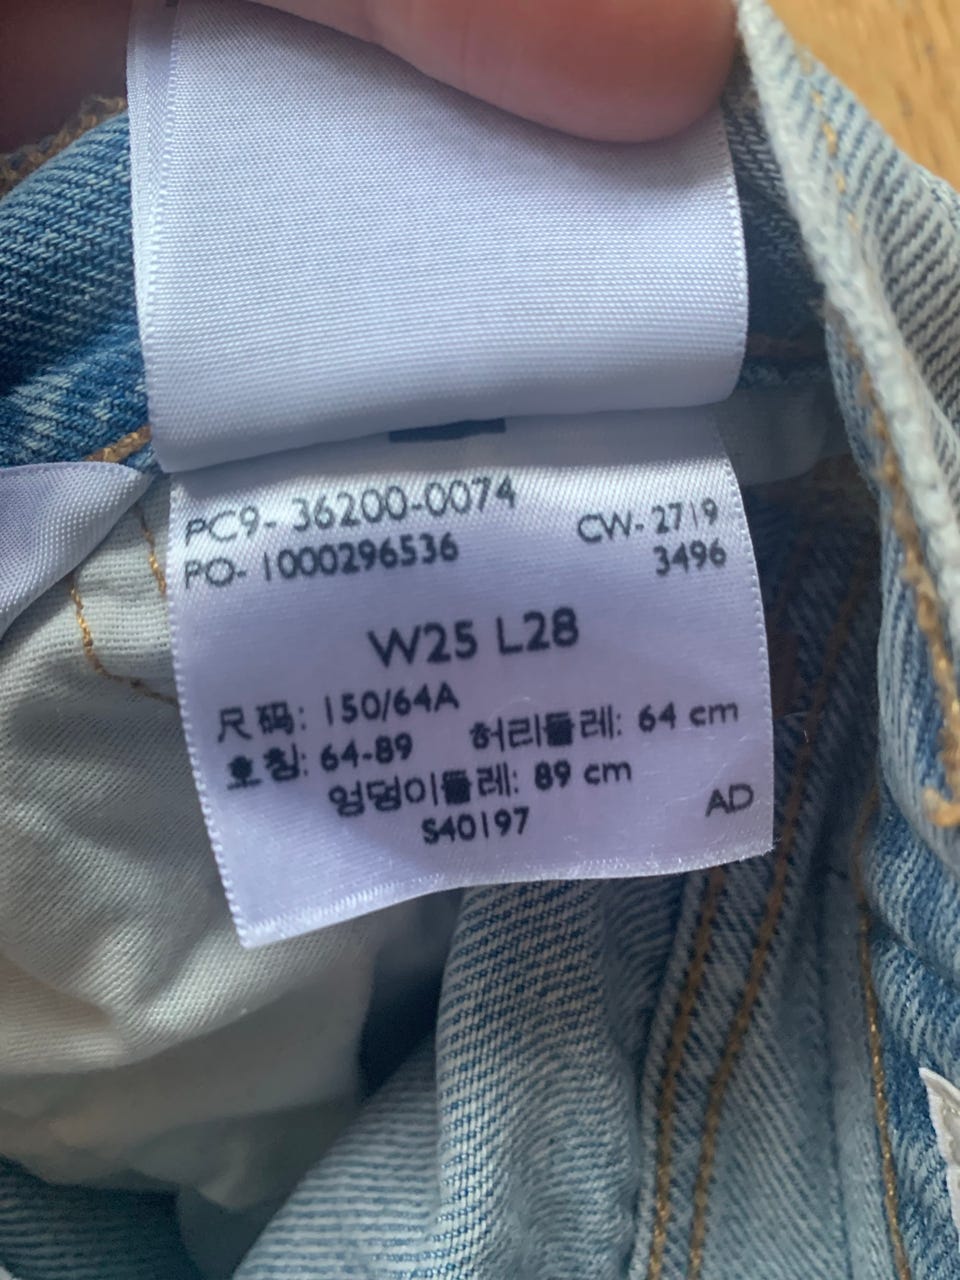 PC9- 36200-0074
CW- 2719
PO- 1000296536
3496
W25 L28
尺码: 150/64A
호칭: 64-89 허리둘레: 64 cm
엉덩이둘레: 89 cm
S40197
AD